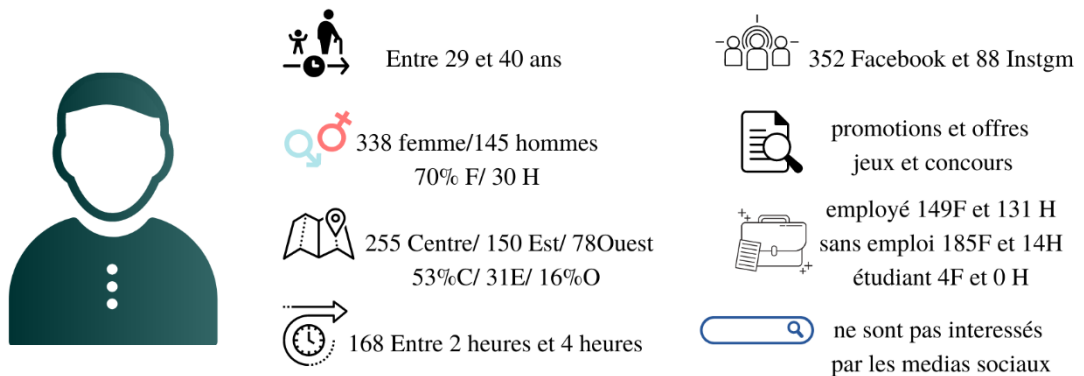 Entre 29 et 40 ans
338 femme/145 hommes
70% F/ 30 H
255 Centre/ 150 Est/ 78Ouest
53%C/ 31E/ 16%O
168 Entre 2 heures et 4 heures
352 Facebook et 88 Instgm
promotions et offres
jeux et concours
employé 149F et 131 H
sans emploi 185F et 14H
étudiant 4F et 0 H
ne sont pas interessés
par les medias sociaux